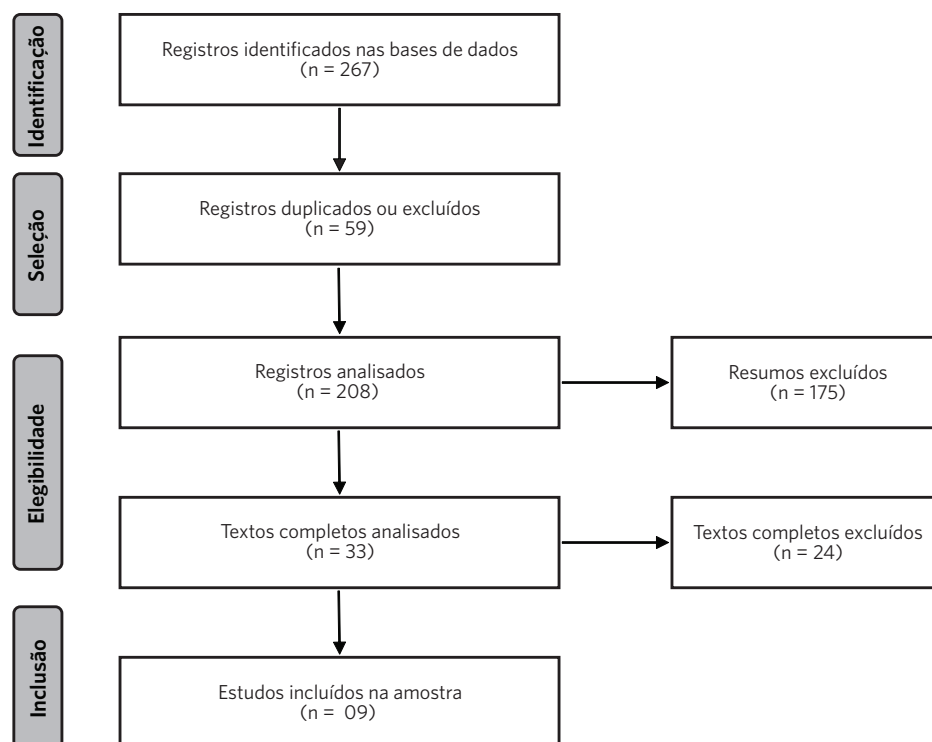 Identificação
Registros identificados nas bases de dados
(n = 267)
Seleção
Registros duplicados ou excluídos
(n = 59)
Elegibilidade
Registros analisados
(n = 208)
Resumos excluídos
(n = 175)
Textos completos analisados
(n = 33)
Textos completos excluídos
(n = 24)
Inclusão
Estudos incluídos na amostra
(n = 09)